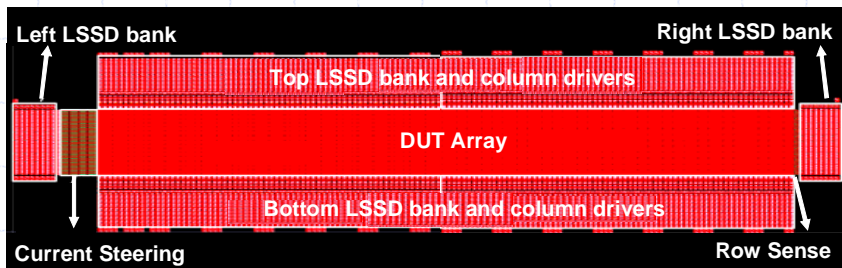 Left LSSD bank
Right LSSD bank
Top LSSD bank and column drivers
DUT Array
Bottom LSSD bank and column drivers
Current Steering
Row Sense